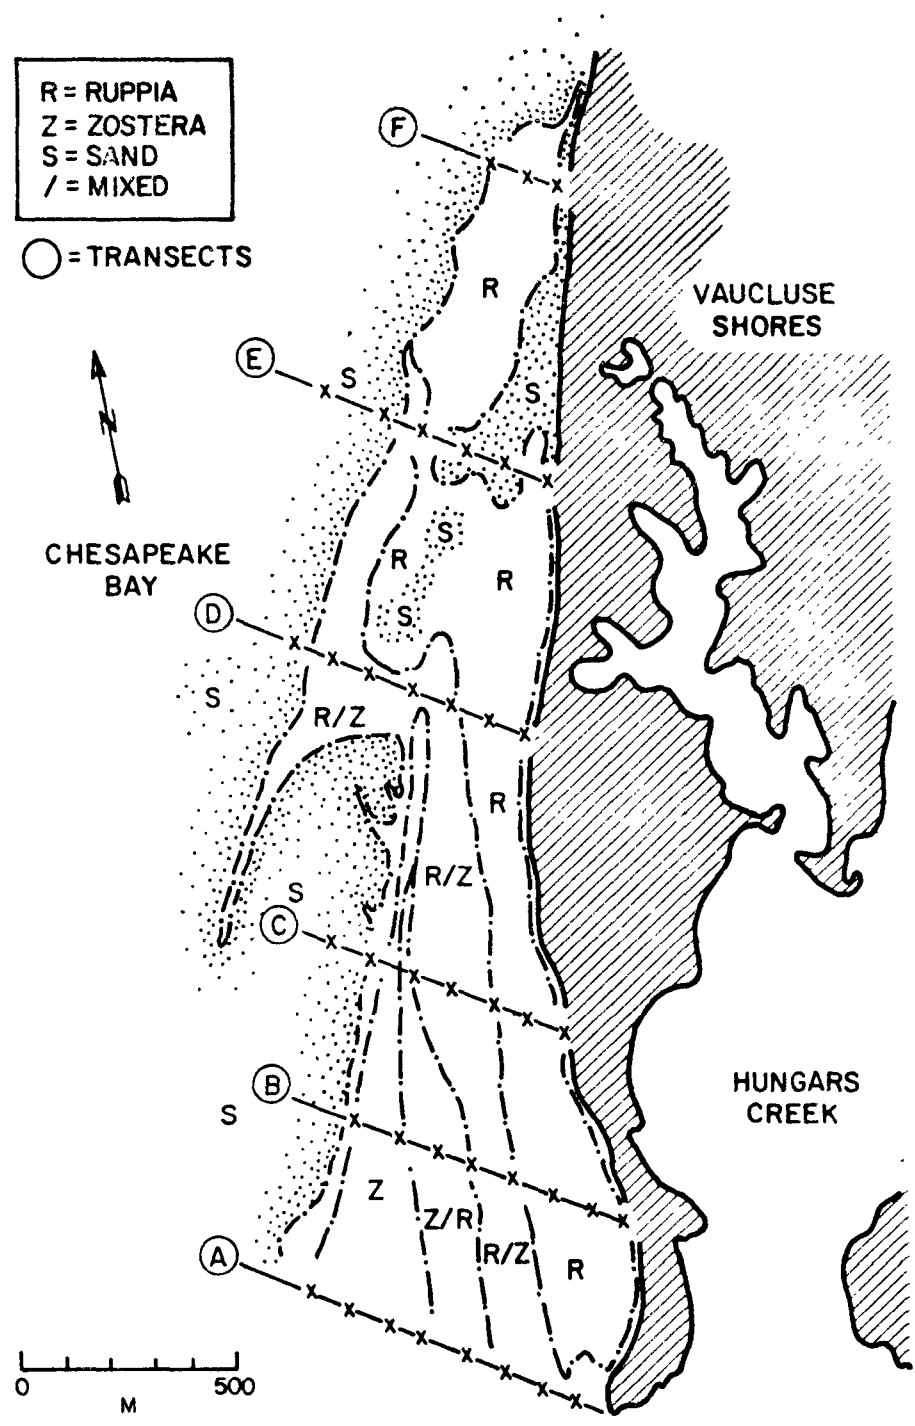 R = RUPPIA
Z = ZOSTERA
S = SAND
/ = MIXED
= TRANSECTS
F
R
VAUCLUSE
SHORES
E
S
S
N
CHESAPEAKE
BAY
S
R
R
D
S
S
R/Z
R
R/Z
S
C
B
S
HUNGARS
CREEK
Z
Z/R
R/Z
R
A
0
500
M